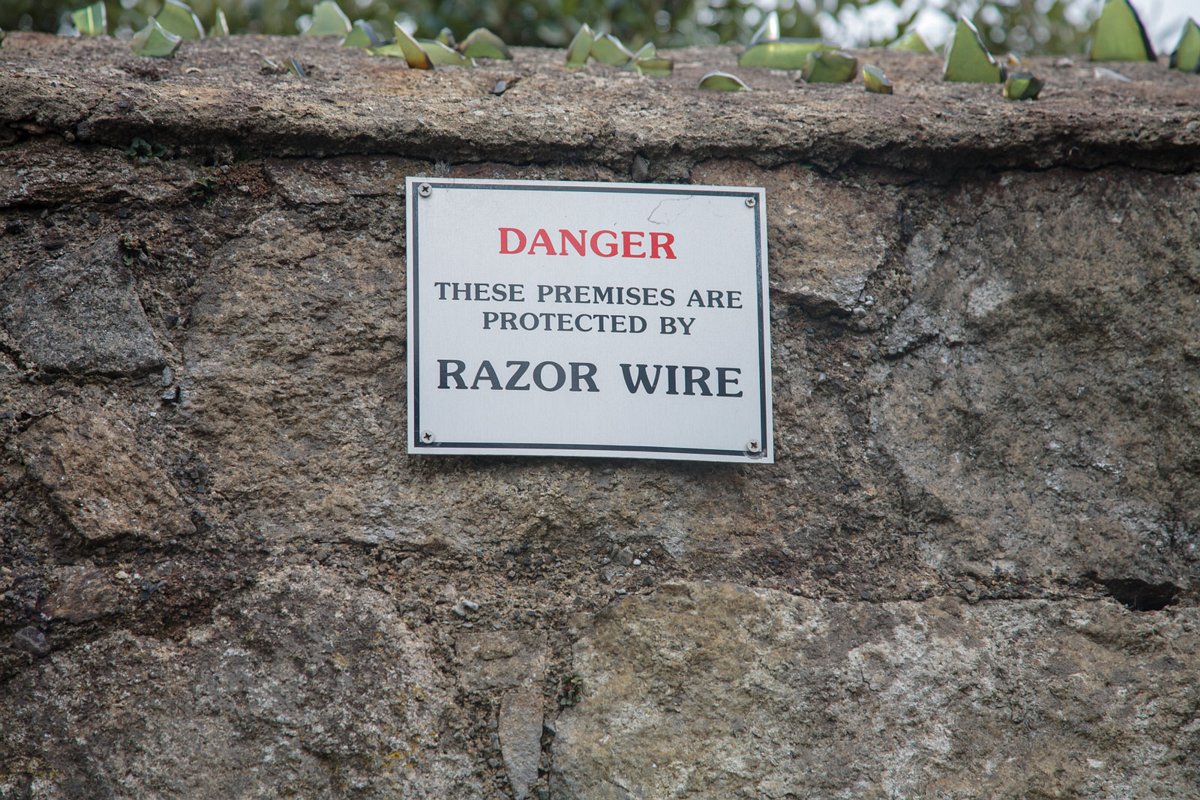 DANGER
THESE PREMISES ARE
PROTECTED BY
RAZOR WIRE